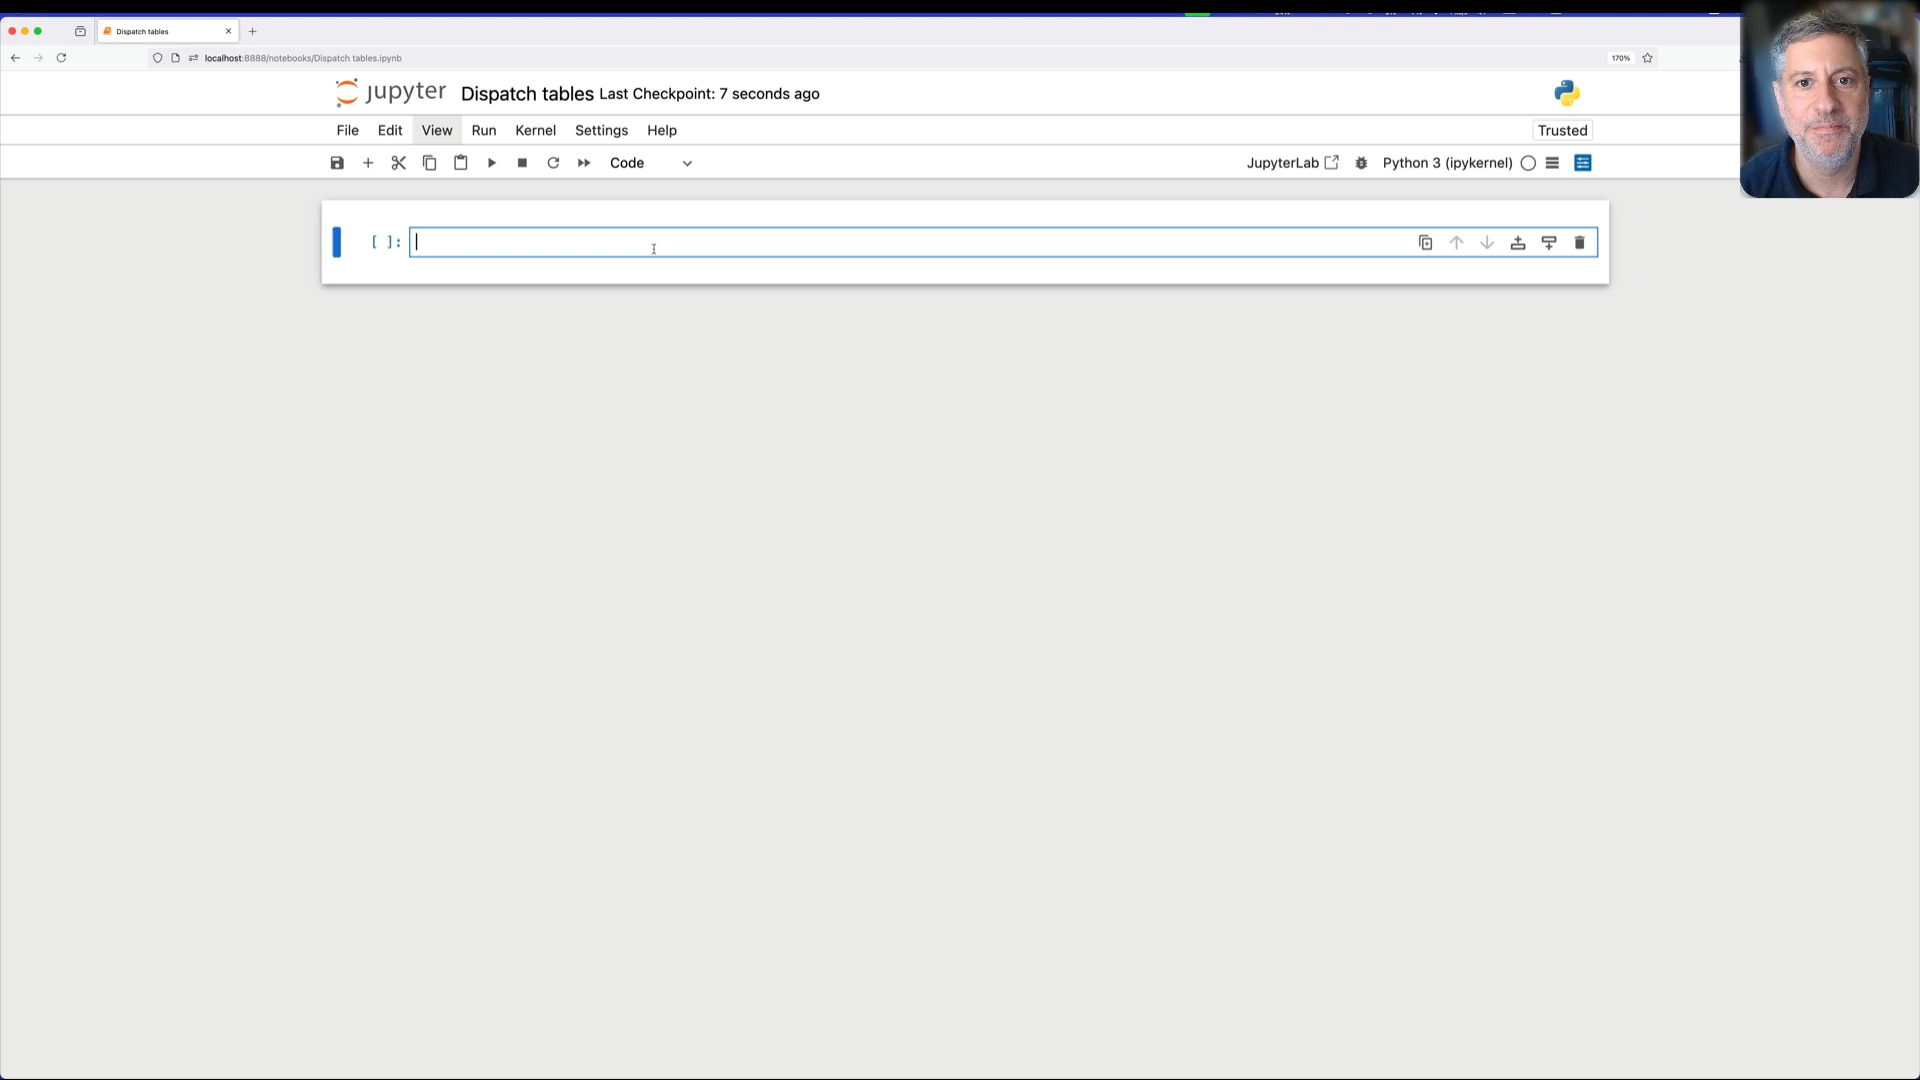 Dispatch tables
localhost:8888/notebooks/Dispatch tables.ipynb
170%
jupyter Dispatch tables Last Checkpoint: 7 seconds ago
File Edit View Run Kernel Settings Help
Trusted
Code
JupyterLab
Python 3 (ipykernel)
[ ]: